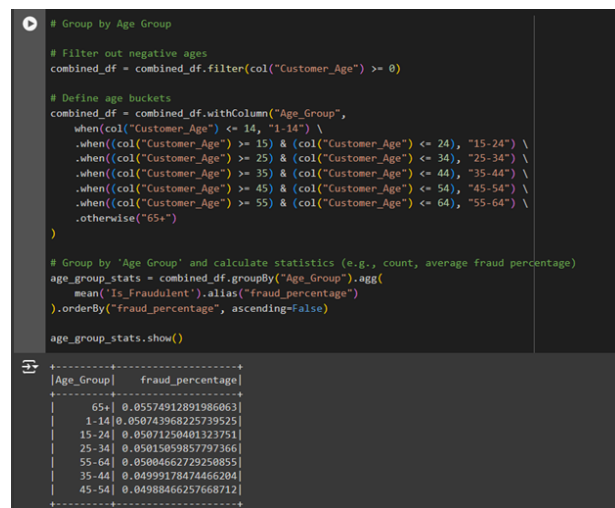 # Group by Age Group
# Filter out negative ages
combined_df = combined_df.filter(col("Customer_Age") >= 0)
# Define age buckets
combined_df = combined_df.withColumn("Age_Group",
    when(col("Customer_Age") <= 14, "1-14") \
    .when((col("Customer_Age") >= 15) & (col("Customer_Age") <= 24), "15-24") \
    .when((col("Customer_Age") >= 25) & (col("Customer_Age") <= 34), "25-34") \
    .when((col("Customer_Age") >= 35) & (col("Customer_Age") <= 44), "35-44") \
    .when((col("Customer_Age") >= 45) & (col("Customer_Age") <= 54), "45-54") \
    .when((col("Customer_Age") >= 55) & (col("Customer_Age") <= 64), "55-64") \
    .otherwise("65+")
)
# Group by 'Age Group' and calculate statistics (e.g., count, average fraud percentage)
age_group_stats = combined_df.groupBy("Age_Group").agg(
    mean('Is_Fraudulent').alias("fraud_percentage")
).orderBy("fraud_percentage", ascending=False)
age_group_stats.show()
+---------+--------------------+
|Age_Group|    fraud_percentage|
+---------+--------------------+
|      65+| 0.05574912891986063|
|     1-14|0.050743968225739525|
|    15-24| 0.05071250401323751|
|    25-34| 0.05015059857797366|
|    55-64| 0.05004662729250855|
|    35-44| 0.04999178474466204|
|    45-54| 0.04988466257668712|
+---------+--------------------+